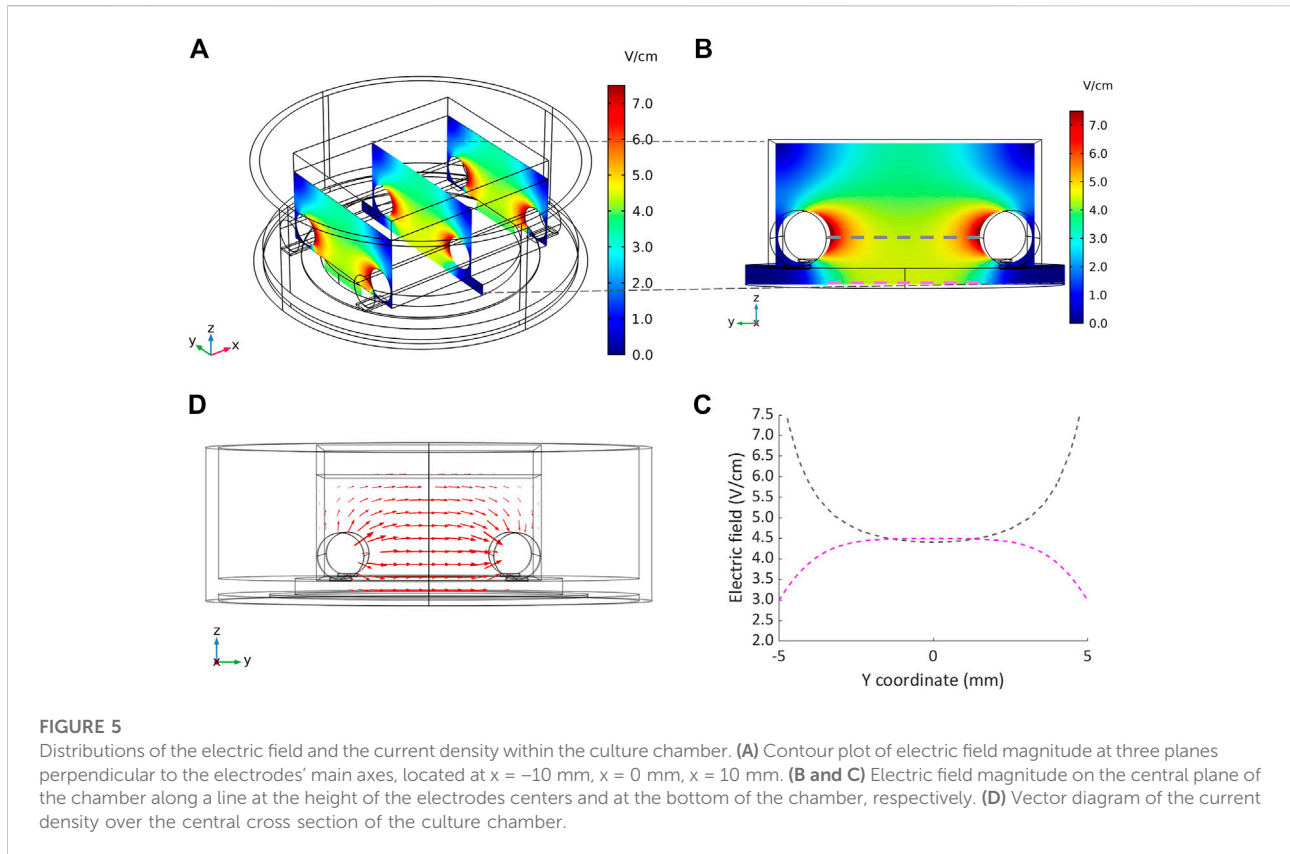 A
V/cm
7.0
6.0
5.0
4.0
3.0
2.0
1.0
0.0
z
y
x
B
V/cm
7.0
6.0
5.0
4.0
3.0
2.0
1.0
0.0
z
y
x
D
z
x
y
C
Electric field (V/cm)
7.5
7.0
6.5
6.0
5.5
5.0
4.5
4.0
3.5
3.0
2.5
2.0
-5
0
5
Y coordinate (mm)
FIGURE 5
Distributions of the electric field and the current density within the culture chamber. (A) Contour plot of electric field magnitude at three planes
perpendicular to the electrodes' main axes, located at x = –10 mm, x = 0 mm, x = 10 mm. (B and C) Electric field magnitude on the central plane of
the chamber along a line at the height of the electrodes centers and at the bottom of the chamber, respectively. (D) Vector diagram of the current
density over the central cross section of the culture chamber.